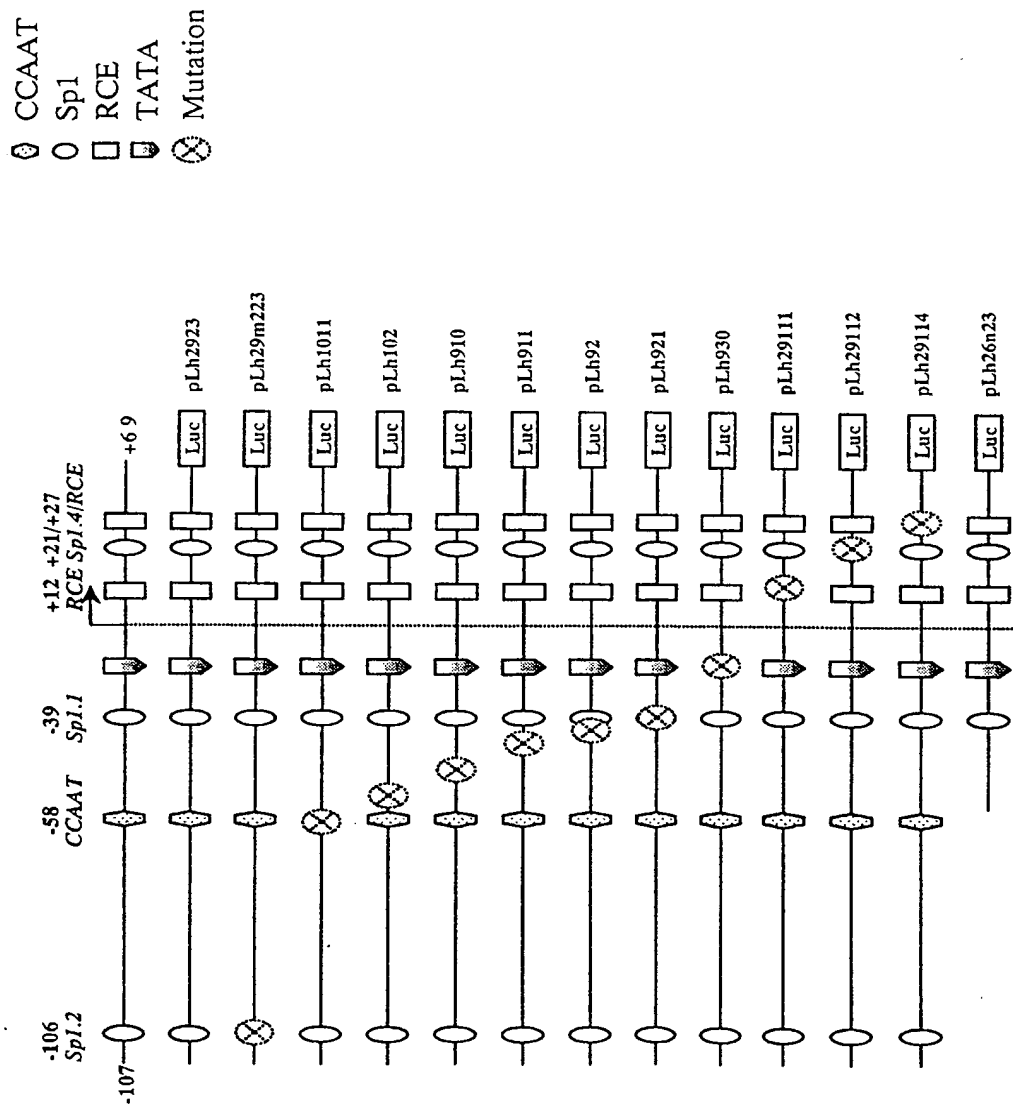 CCAAT
Sp1
RCE
TATA
Mutation
-106 -58 -39 +12 +21/+27
Sp1.2 CCAAT Sp1.1 RCE Sp1.4/RCE
-107 +6 9
Luc pLh2923
Luc pLh29m223
Luc pLh1011
Luc pLh102
Luc pLh910
Luc pLh911
Luc pLh92
Luc pLh921
Luc pLh930
Luc pLh29111
Luc pLh29112
Luc pLh29114
Luc pLh26n23